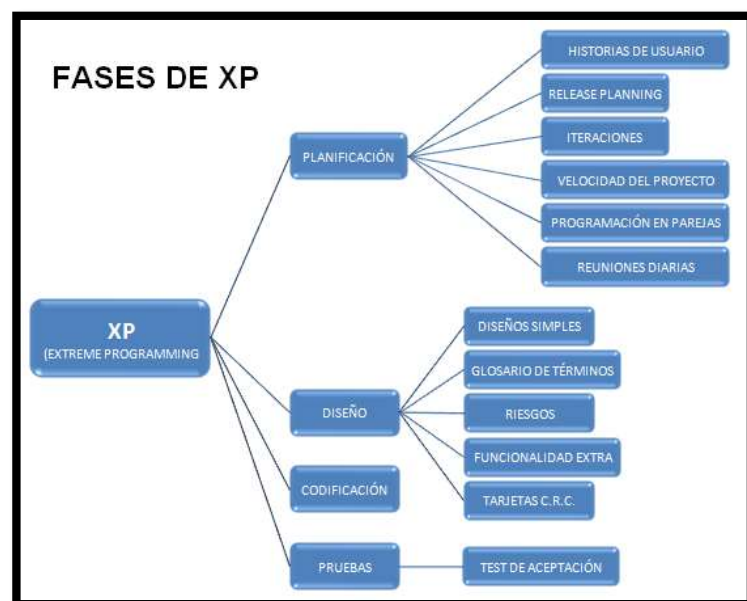 FASES DE XP
HISTORIAS DE USUARIO
RELEASE PLANNING
ITERACIONES
PLANIFICACIÓN
VELOCIDAD DEL PROYECTO
PROGRAMACIÓN EN PAREJAS
REUNIONES DIARIAS
XP
(EXTREME PROGRAMMING
DISEÑOS SIMPLES
GLOSARIO DE TÉRMINOS
DISEÑO
RIESGOS
FUNCIONALIDAD EXTRA
TARJETAS C.R.C.
CODIFICACIÓN
PRUEBAS
TEST DE ACEPTACIÓN